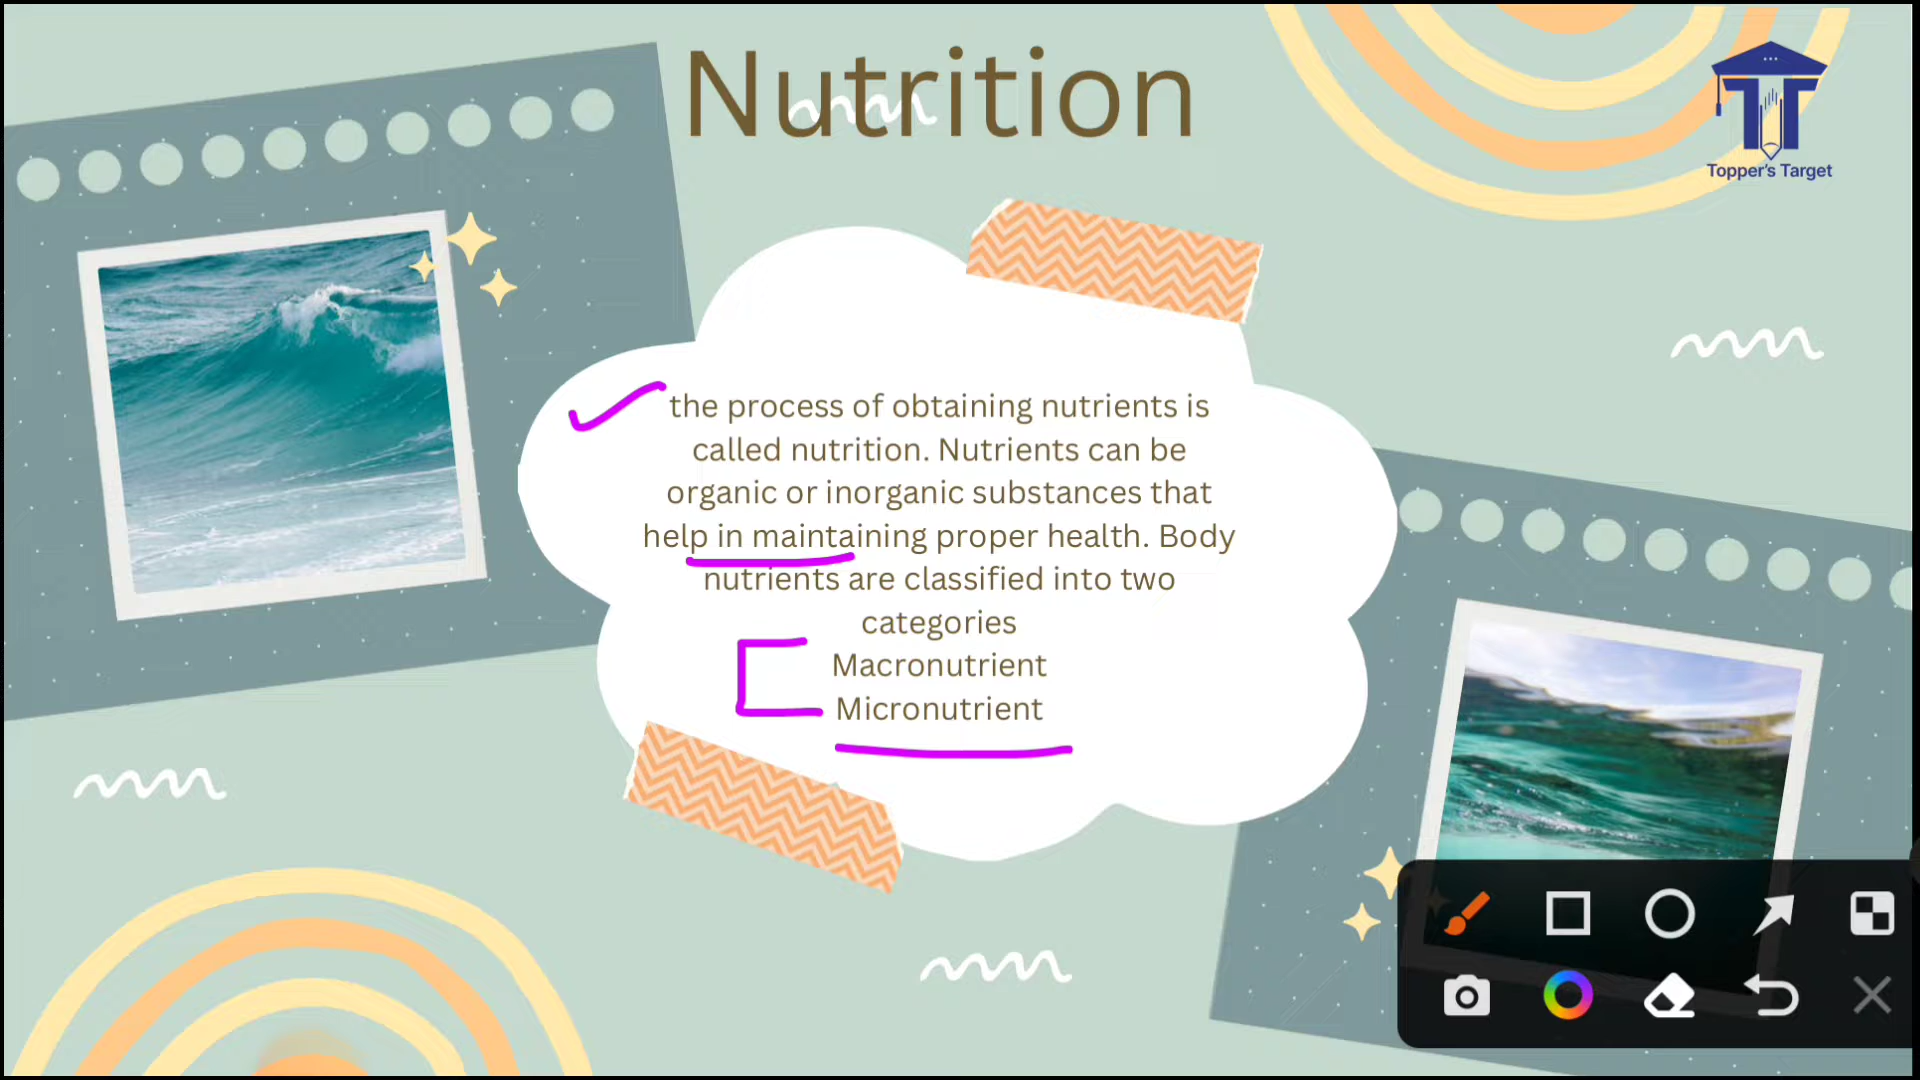 Nutrition
Topper's Target
the process of obtaining nutrients is
called nutrition. Nutrients can be
organic or inorganic substances that
help in maintaining proper health. Body
nutrients are classified into two
categories
Macronutrient
Micronutrient